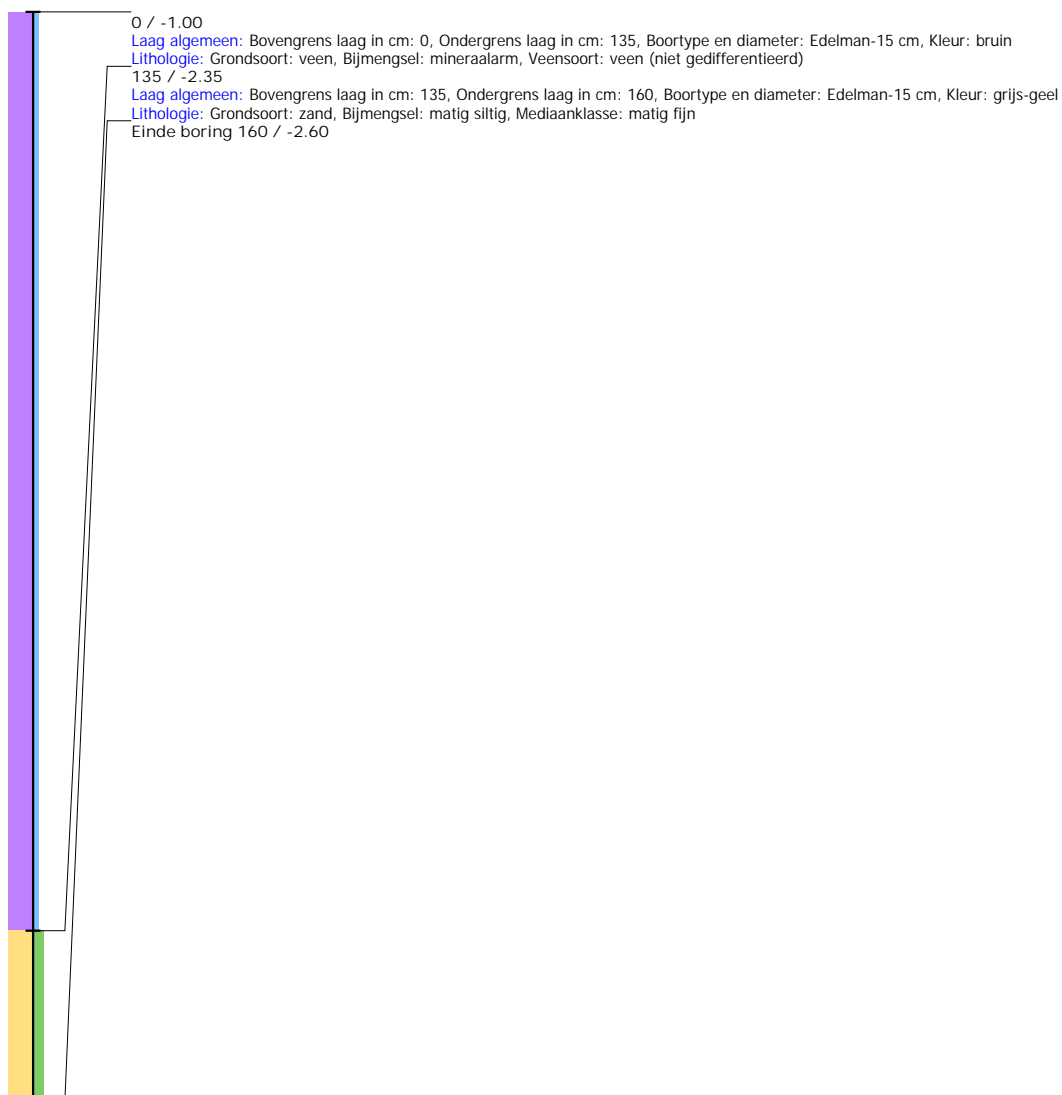 0 / -1.00
Laag algemeen: Bovengrens laag in cm: 0, Ondergrens laag in cm: 135, Boortype en diameter: Edelman-15 cm, Kleur: bruin
Lithologie: Grondsoort: veen, Bijmengsel: mineraalarm, Veensoort: veen (niet gedifferentieerd)
135 / -2.35
Laag algemeen: Bovengrens laag in cm: 135, Ondergrens laag in cm: 160, Boortype en diameter: Edelman-15 cm, Kleur: grijs-geel
Lithologie: Grondsoort: zand, Bijmengsel: matig siltig, Mediaanklasse: matig fijn
Einde boring 160 / -2.60